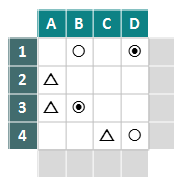 A B C D
1 ○ ◉
2 △
3 △ ◉
4 △ ○